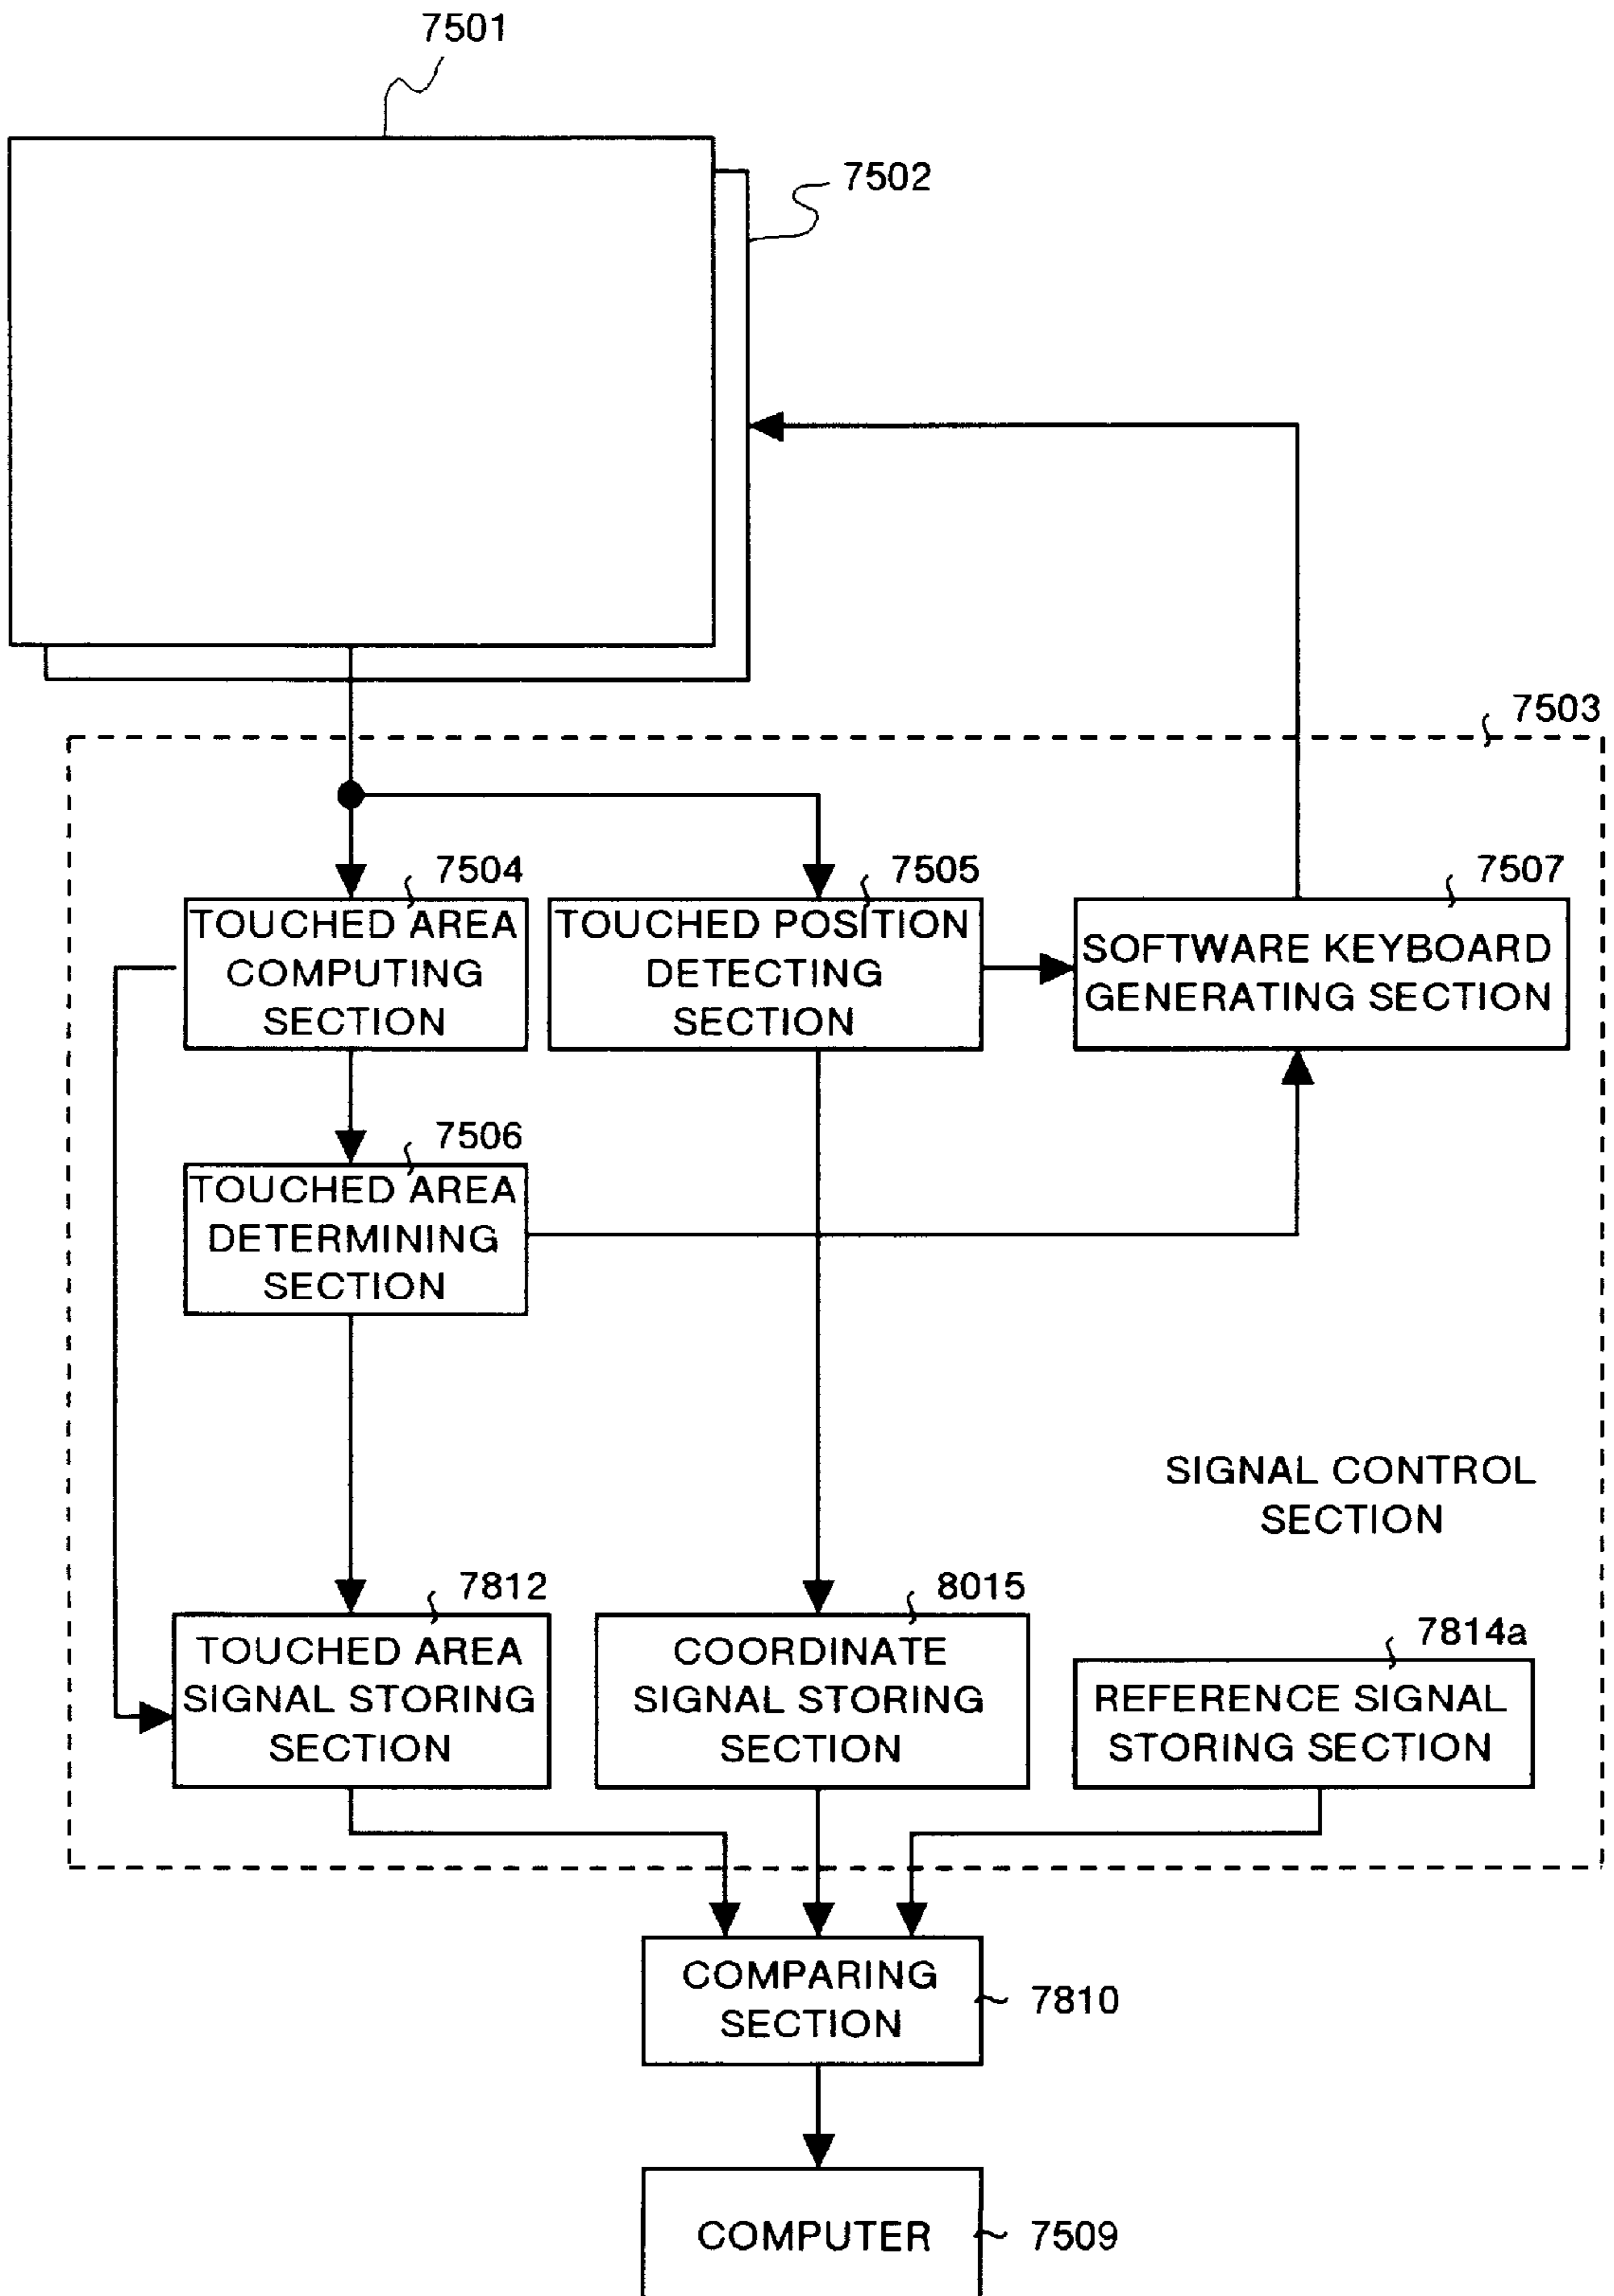 7501
7502
7503
7504
TOUCHED AREA
COMPUTING
SECTION
7505
TOUCHED POSITION
DETECTING
SECTION
7507
SOFTWARE KEYBOARD
GENERATING SECTION
7506
TOUCHED AREA
DETERMINING
SECTION
SIGNAL CONTROL
SECTION
7812
TOUCHED AREA
SIGNAL STORING
SECTION
8015
COORDINATE
SIGNAL STORING
SECTION
7814a
REFERENCE SIGNAL
STORING SECTION
COMPARING
SECTION
7810
COMPUTER
7509